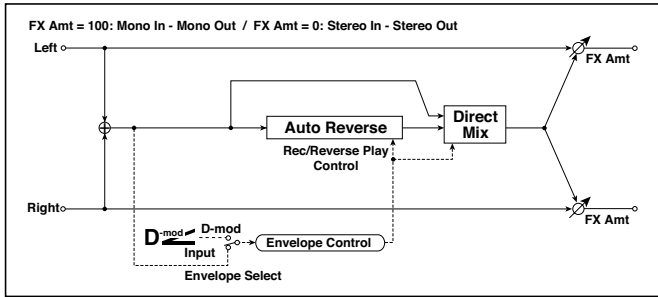 FX Amt = 100: Mono In - Mono Out / FX Amt = 0: Stereo In - Stereo Out
Left
FX Amt
Auto Reverse
Direct
Mix
Rec/Reverse Play
Control
Right
D-mod
D-mod
Input
Envelope Control
Envelope Select
FX Amt